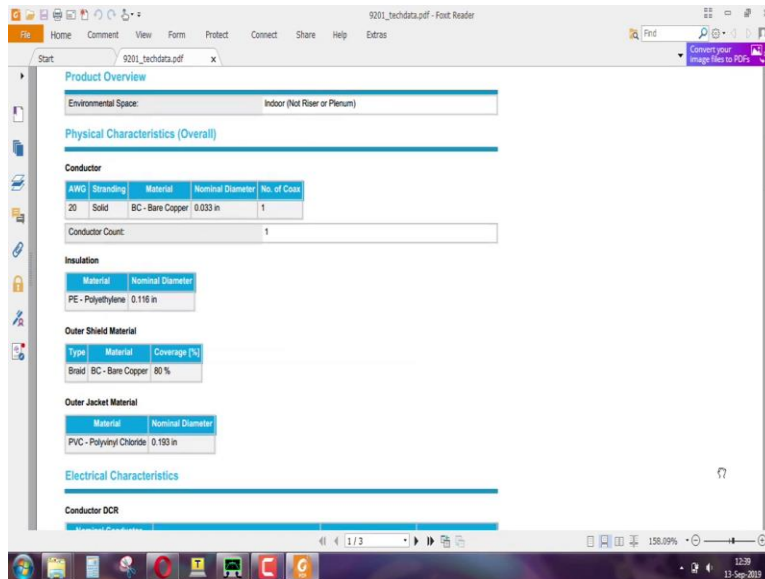 9201_techdata.pdf - Foxit Reader
File Home Comment View Form Protect Connect Share Help Extras
Find
Start 9201_techdata.pdf x
Convert your image files to PDFs
Product Overview
Environmental Space: Indoor (Not Riser or Plenum)
Physical Characteristics (Overall)
Conductor
AWG Stranding Material Nominal Diameter No. of Coax
20 Solid BC - Bare Copper 0.033 in 1
Conductor Count: 1
Insulation
Material Nominal Diameter
PE - Polyethylene 0.116 in
Outer Shield Material
Type Material Coverage [%]
Braid BC - Bare Copper 80 %
Outer Jacket Material
Material Nominal Diameter
PVC - Polyvinyl Chloride 0.193 in
Electrical Characteristics
Conductor DCR
Nominal Conductor
1 / 3
158.09%
12:39
13-Sep-2019